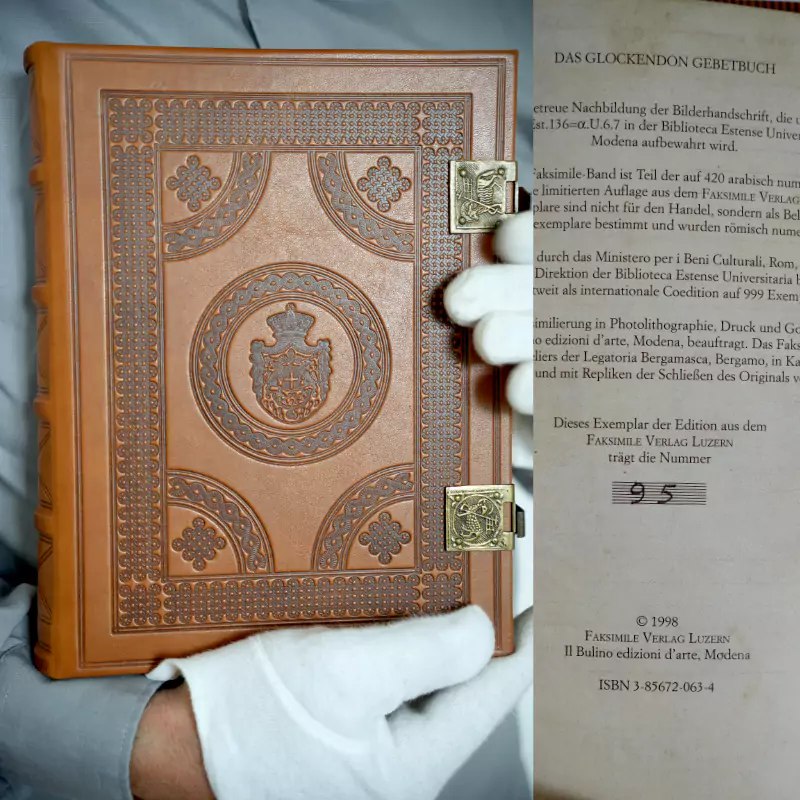 DAS GLOCKENDON GEBETBUCH
etreue Nachbildung der Bilderhandschrift, die u
Est.136=α.U.6.7 in der Biblioteca Estense Univer
Modena aufbewahrt wird.
Faksimile-Band ist Teil der auf 420 arabisch num
e limitierten Auflage aus dem FAKSIMILE VERLAG
plare sind nicht für den Handel, sondern als Bel
exemplare bestimmt und wurden römisch nume
durch das Ministero per i Beni Culturali, Rom,
Direktion der Biblioteca Estense Universitaria b
tweit als internationale Coedition auf 999 Exem
similierung in Photolithographie, Druck und Go
no edizioni d'arte, Modena, beauftragt. Das Faks
eliers der Legatoria Bergamasca, Bergamo, in Ka
und mit Repliken der Schließen des Originals v
Dieses Exemplar der Edition aus dem
FAKSIMILE VERLAG LUZERN
trägt die Nummer
95
© 1998
FAKSIMILE VERLAG LUZERN
Il Bulino edizioni d'arte, Modena
ISBN 3-85672-063-4